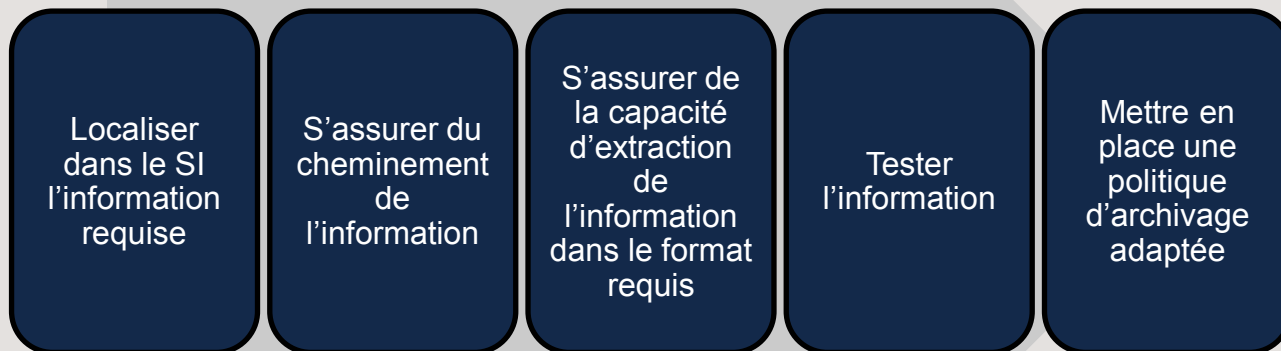 Localiser
dans le SI
l’information
requise
S’assurer du
cheminement
de
l’information
S’assurer de
la capacité
d’extraction
de
l’information
dans le format
requis
Tester
l’information
Mettre en
place une
politique
d’archivage
adaptée